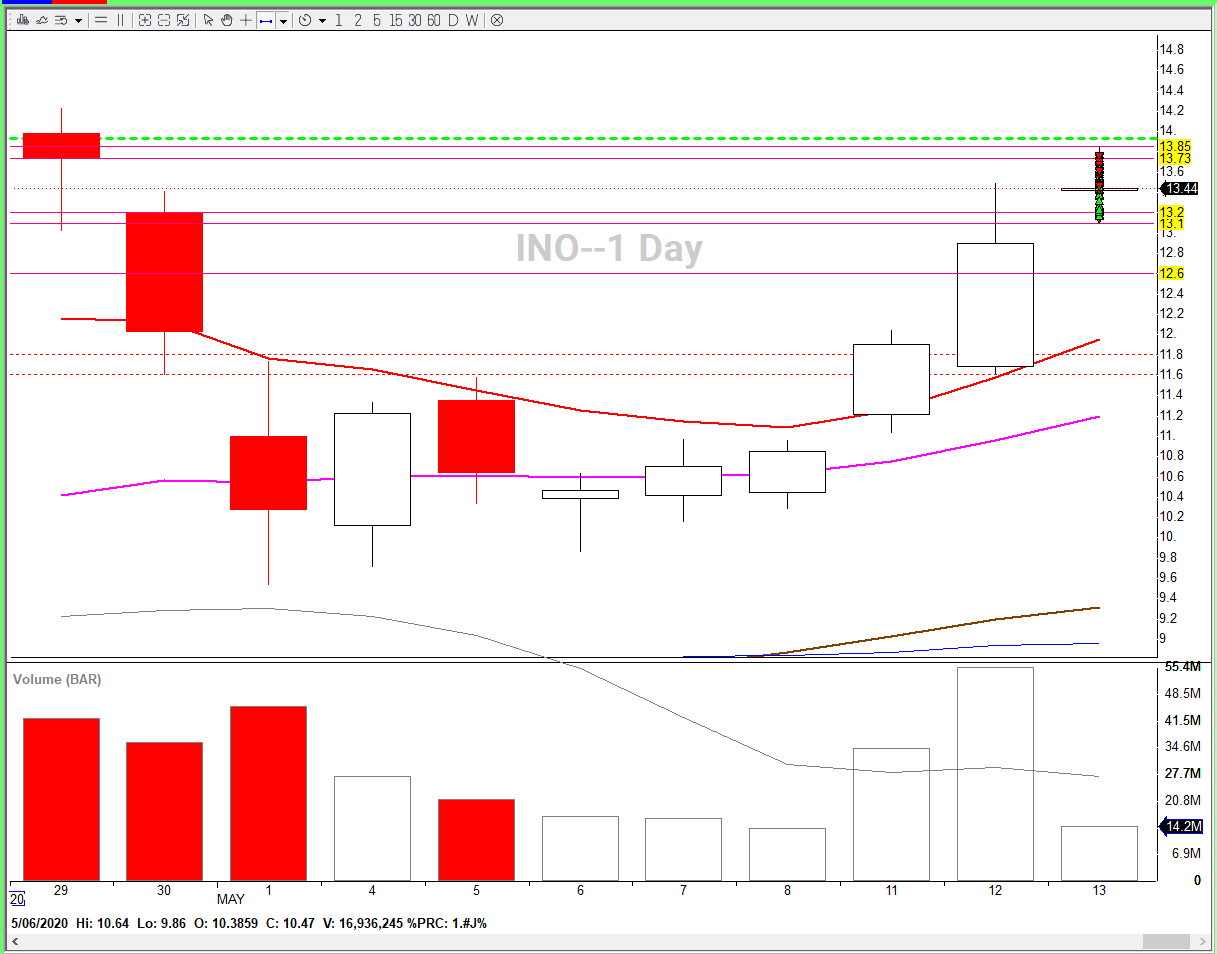 1 2 5 15 30 60 D W
14.8
14.6
14.4
14.2
14.
13.85
13.73
13.6
13.44
13.2
13.1
13.
INO--1 Day
12.8
12.6
12.4
12.2
12.
11.8
11.6
11.4
11.2
11.
10.8
10.6
10.4
10.2
10.
9.8
9.6
9.4
9.2
9
55.4M
Volume (BAR)
48.5M
41.5M
34.6M
27.7M
20.8M
14.2M
6.9M
0
29 30 1 4 5 6 7 8 11 12 13
20 MAY
5/06/2020 Hi: 10.64 Lo: 9.86 O: 10.3859 C: 10.47 V: 16,936,245 %PRC: 1.#J%